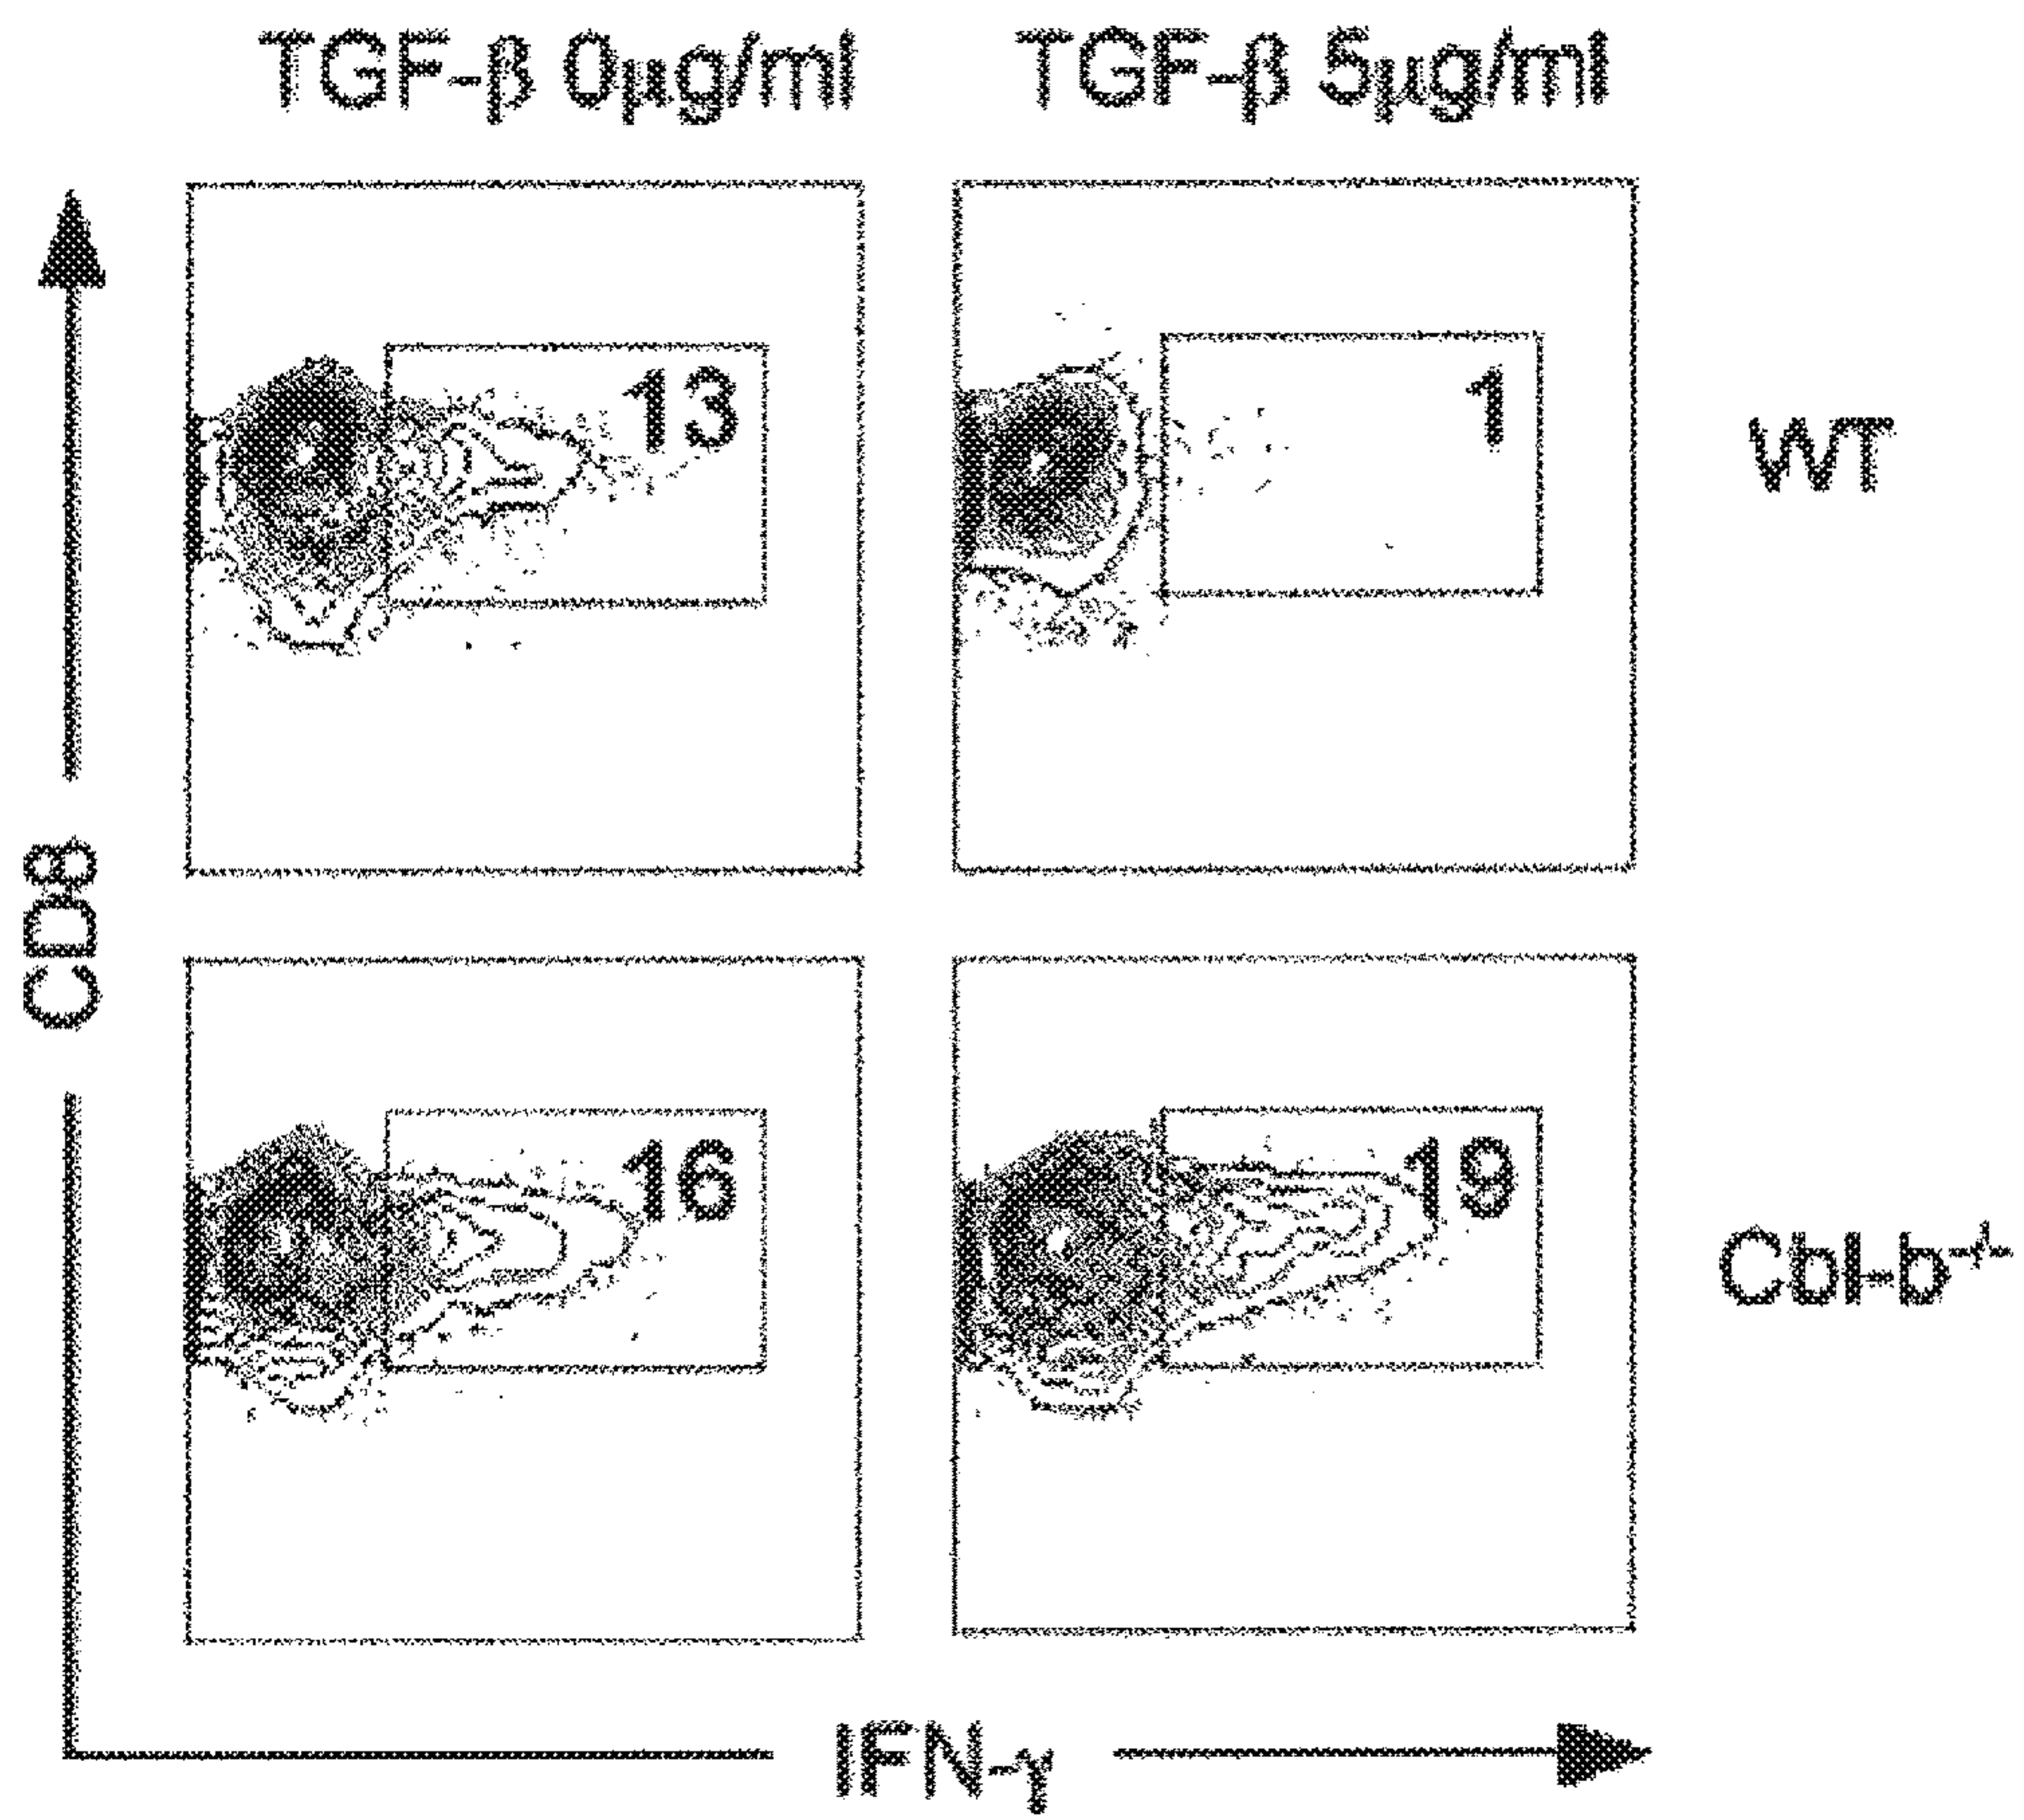 TGF-β 0µg/ml TGF-β 5µg/ml
13 1 WT
CD8
16 19 Cbl-b-/-
IFN-γ